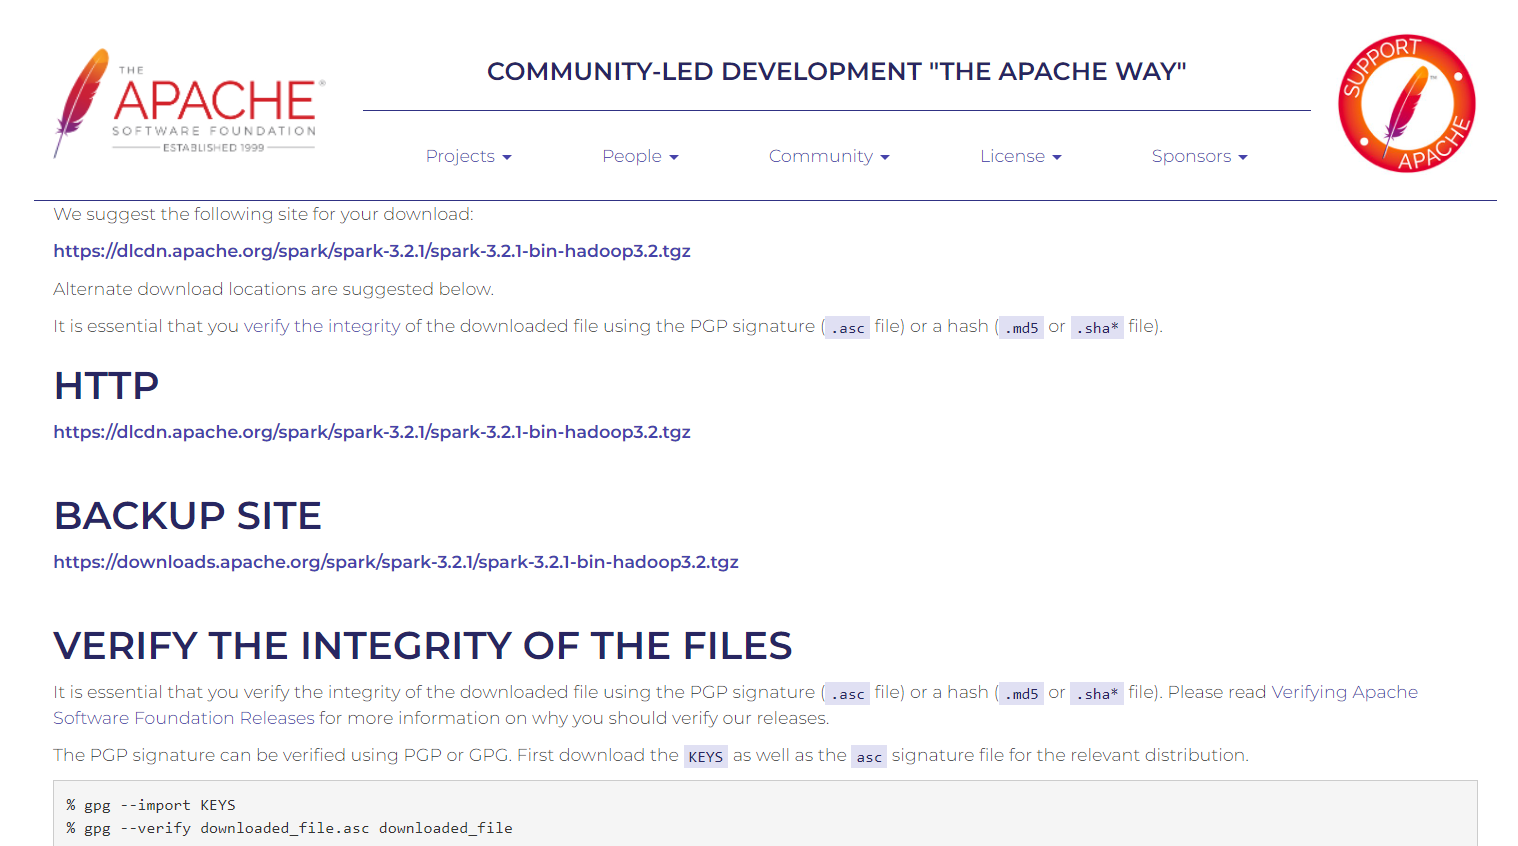 THE
APACHE®
SOFTWARE FOUNDATION
ESTABLISHED 1999
COMMUNITY-LED DEVELOPMENT "THE APACHE WAY"
SUPPORT
APACHE
™
Projects People Community License Sponsors
We suggest the following site for your download:
https://dlcdn.apache.org/spark/spark-3.2.1/spark-3.2.1-bin-hadoop3.2.tgz
Alternate download locations are suggested below.
It is essential that you verify the integrity of the downloaded file using the PGP signature ( .asc file) or a hash ( .md5 or .sha* file).
HTTP
https://dlcdn.apache.org/spark/spark-3.2.1/spark-3.2.1-bin-hadoop3.2.tgz
BACKUP SITE
https://downloads.apache.org/spark/spark-3.2.1/spark-3.2.1-bin-hadoop3.2.tgz
VERIFY THE INTEGRITY OF THE FILES
It is essential that you verify the integrity of the downloaded file using the PGP signature ( .asc file) or a hash ( .md5 or .sha* file). Please read Verifying Apache
Software Foundation Releases for more information on why you should verify our releases.
The PGP signature can be verified using PGP or GPG. First download the KEYS as well as the asc signature file for the relevant distribution.
% gpg --import KEYS
% gpg --verify downloaded_file.asc downloaded_file